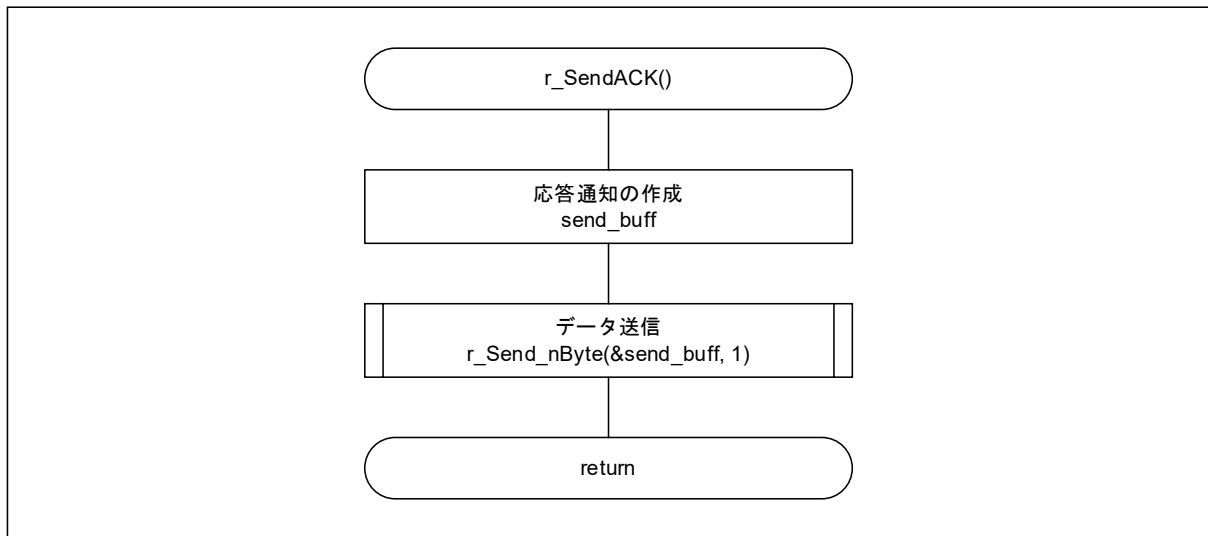 r_SendACK()
応答通知の作成
send_buff
データ送信
r_Send_nByte(&send_buff, 1)
return